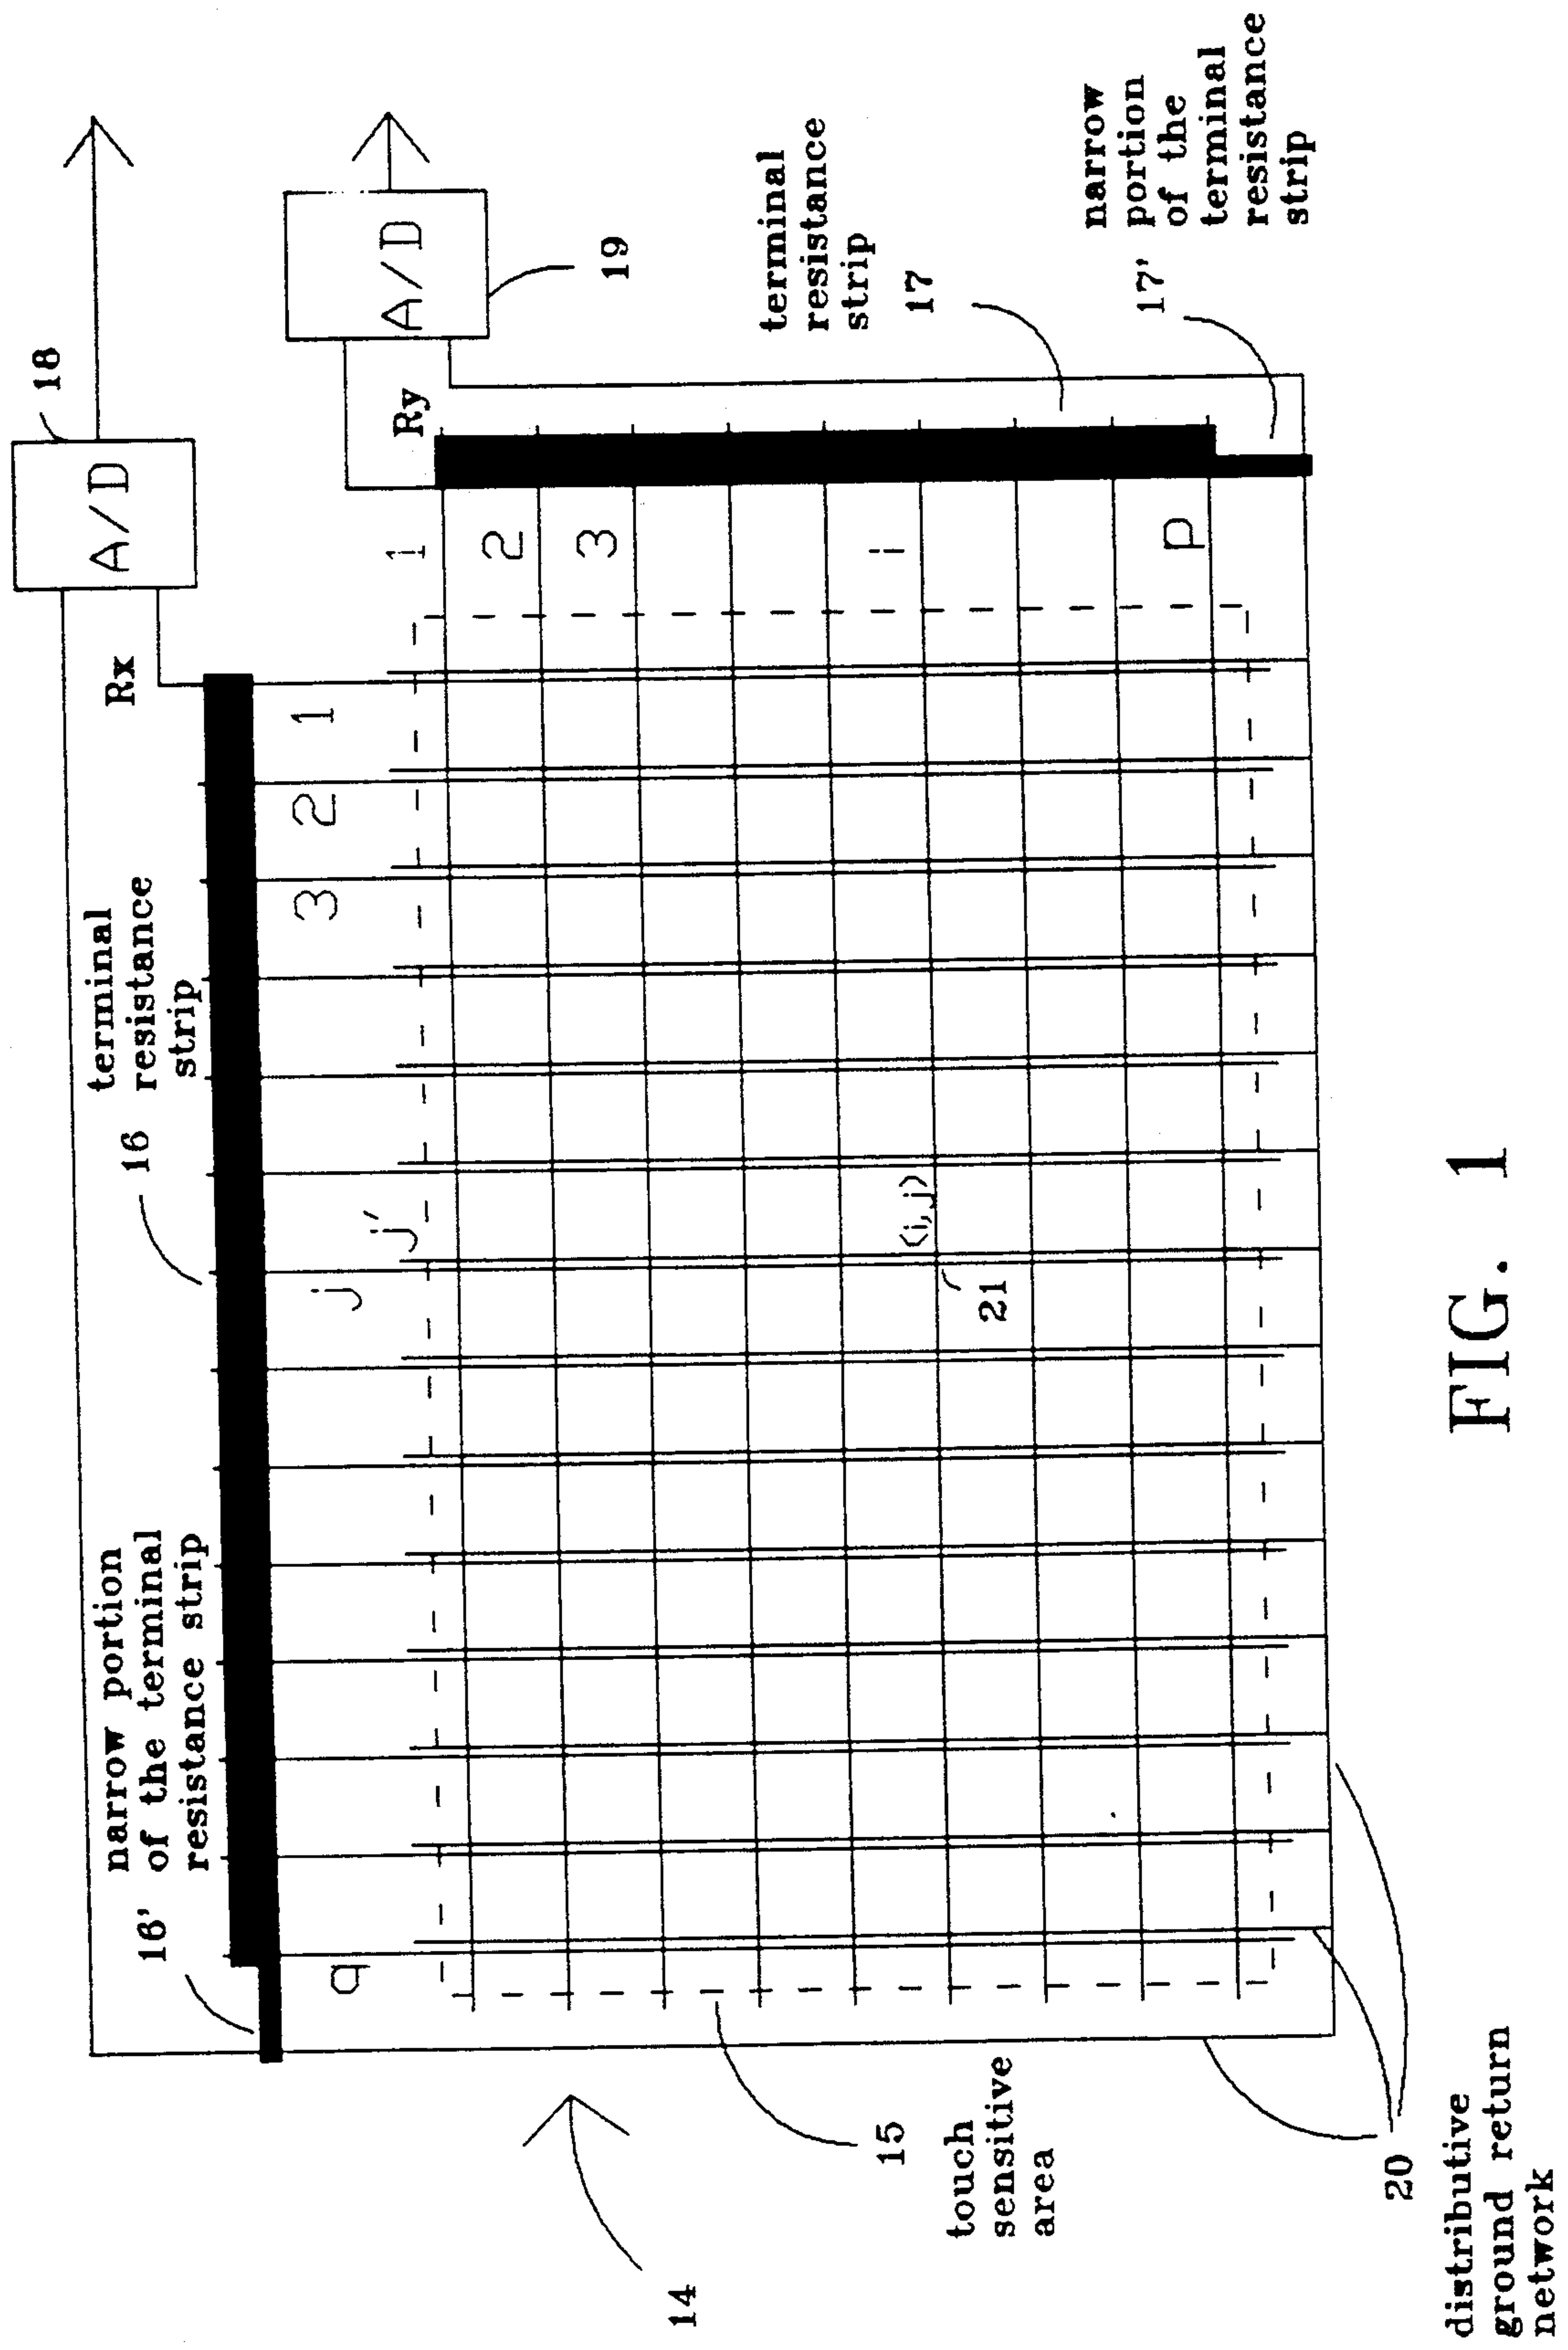 18
A/D
16' narrow portion
of the terminal
resistance strip
16 terminal
resistance
strip
Rx
A/D
19
Ry
q
j
j'
3
2
1
1
2
3
i
p
(i,j)
21
terminal
resistance
strip
17
narrow
portion
of the
terminal
resistance
strip
17'
14
15
touch
sensitive
area
20
distributive
ground return
network
FIG. 1